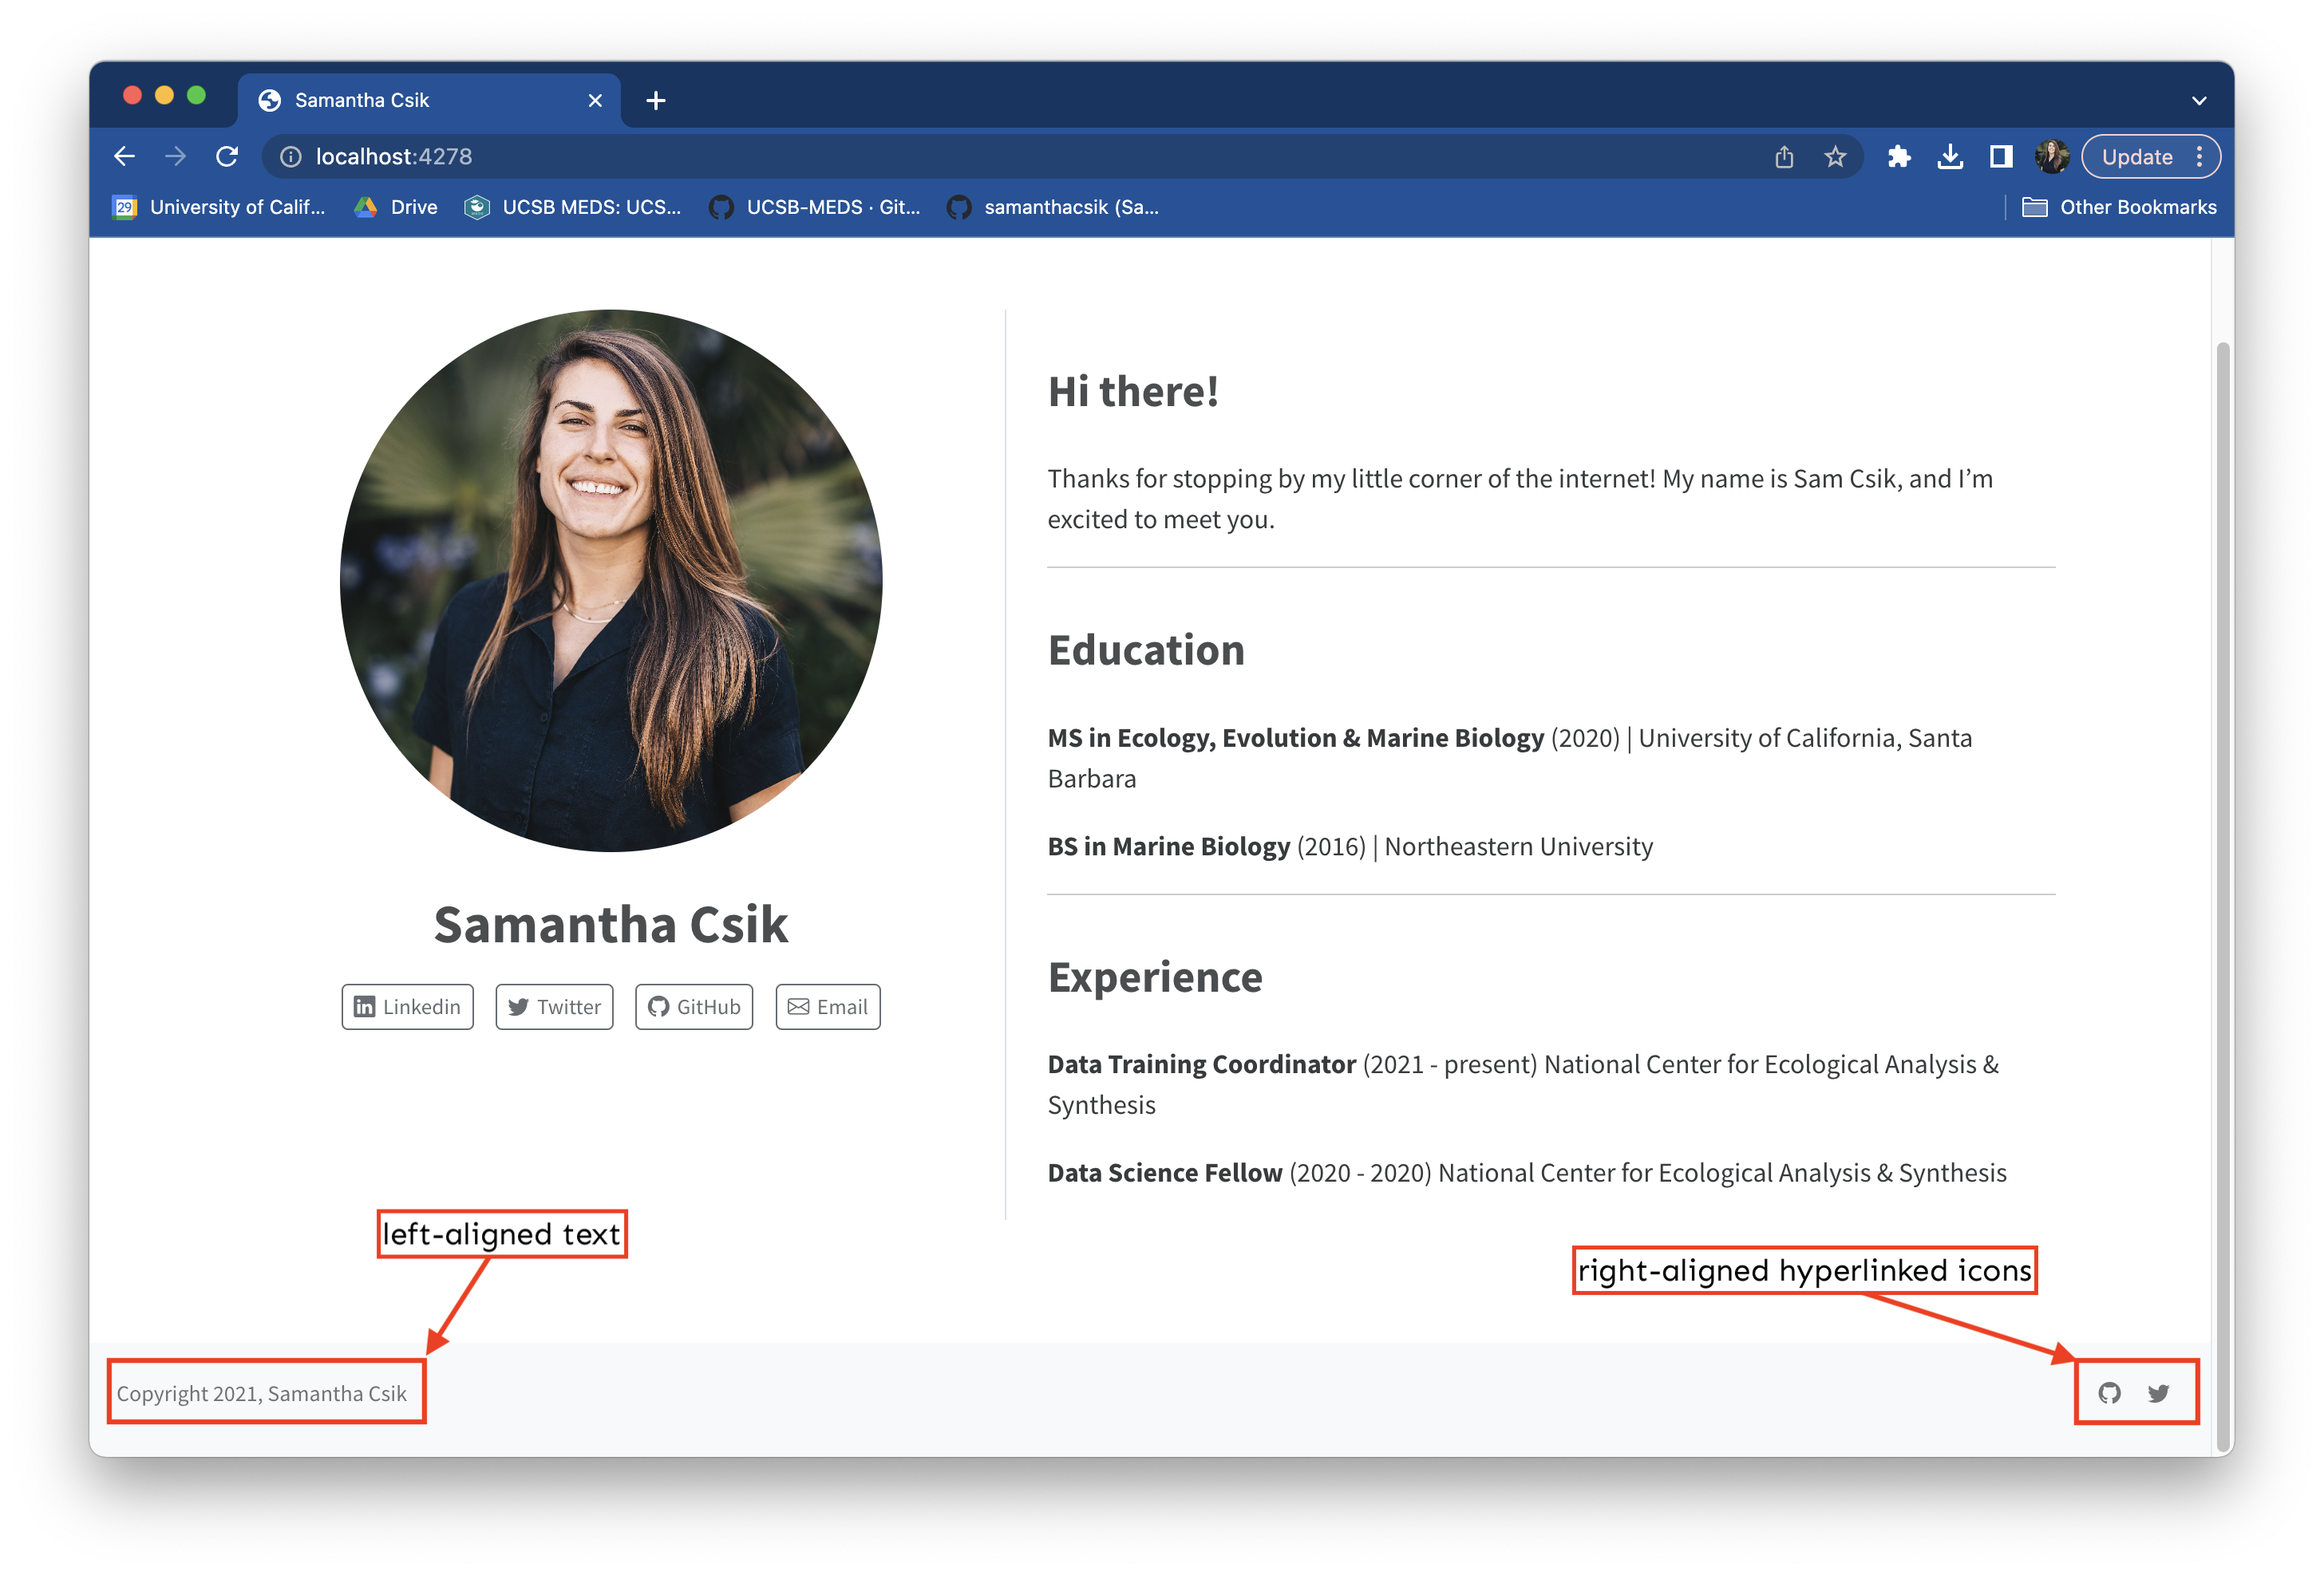 Samantha Csik
localhost:4278
Update
29
University of Calif...
Drive
UCSB MEDS: UCS...
UCSB-MEDS · Git...
samanthacsik (Sa...
Other Bookmarks
Samantha Csik
Linkedin
Twitter
GitHub
Email
Hi there!
Thanks for stopping by my little corner of the internet! My name is Sam Csik, and I’m
excited to meet you.
Education
MS in Ecology, Evolution & Marine Biology (2020) | University of California, Santa
Barbara
BS in Marine Biology (2016) | Northeastern University
Experience
Data Training Coordinator (2021 - present) National Center for Ecological Analysis &
Synthesis
Data Science Fellow (2020 - 2020) National Center for Ecological Analysis & Synthesis
left-aligned text
right-aligned hyperlinked icons
Copyright 2021, Samantha Csik